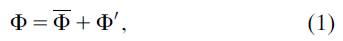 Φ = Φ̅ + Φ′, (1)